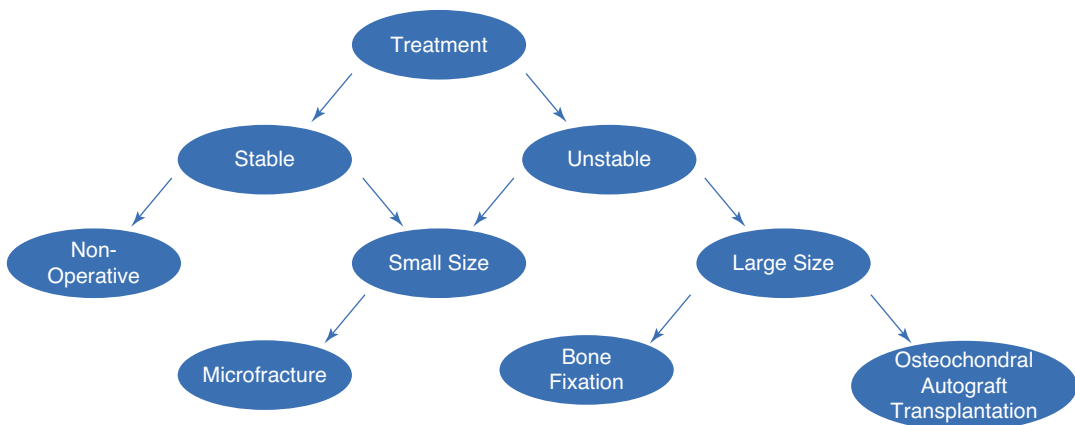 Treatment
Stable
Unstable
Non-
Operative
Small Size
Large Size
Microfracture
Bone
Fixation
Osteochondral
Autograft
Transplantation